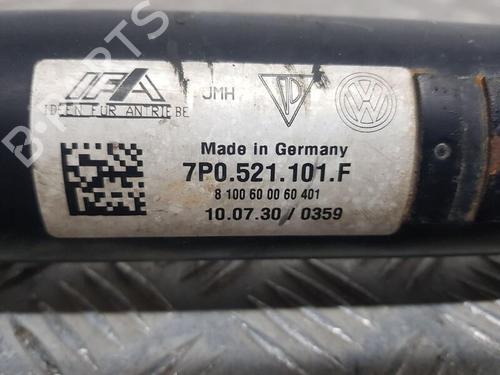 IFA
IDEEN FÜR ANTRIEBE
JMH
VW
Made in Germany
7P0.521.101.F
8 100 60 00 60 401
10.07.30 / 0359